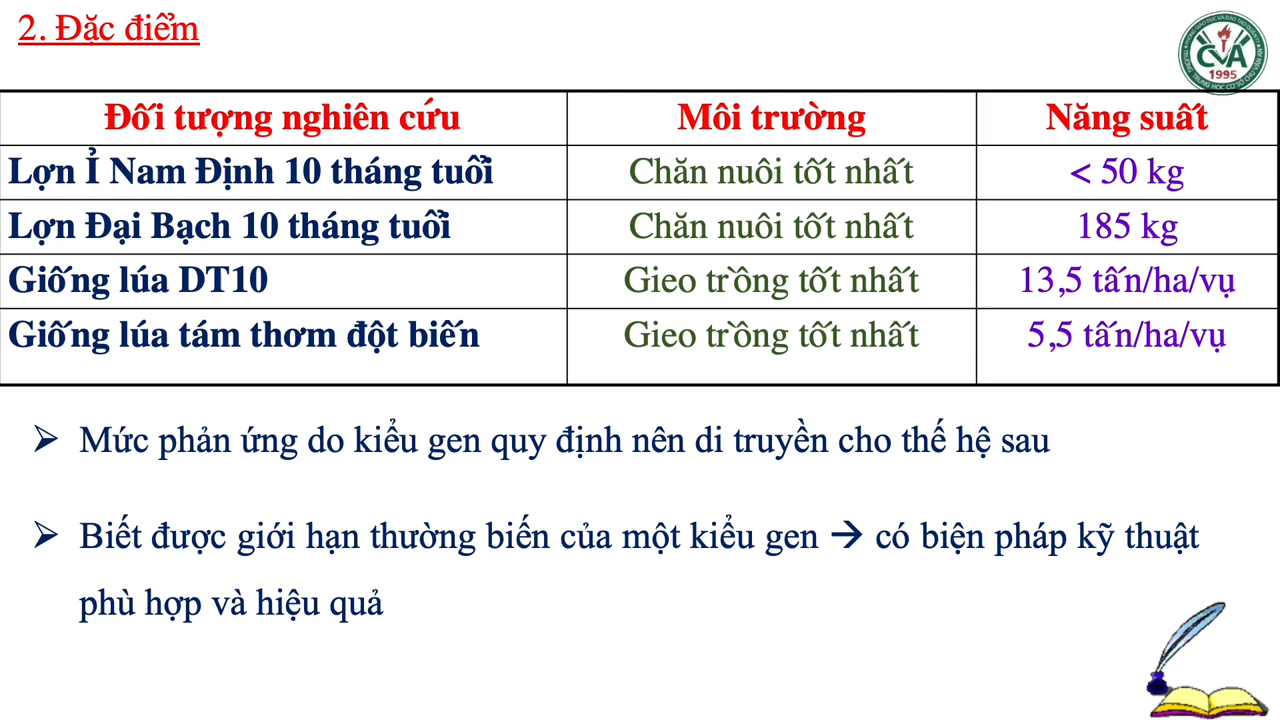 2. Đặc điểm
CVA
1995
Đối tượng nghiên cứu Môi trường Năng suất
Lợn Ỉ Nam Định 10 tháng tuổi Chăn nuôi tốt nhất < 50 kg
Lợn Đại Bạch 10 tháng tuổi Chăn nuôi tốt nhất 185 kg
Giống lúa DT10 Gieo trồng tốt nhất 13,5 tấn/ha/vụ
Giống lúa tám thơm đột biến Gieo trồng tốt nhất 5,5 tấn/ha/vụ
➢ Mức phản ứng do kiểu gen quy định nên di truyền cho thế hệ sau
➢ Biết được giới hạn thường biến của một kiểu gen → có biện pháp kỹ thuật
phù hợp và hiệu quả